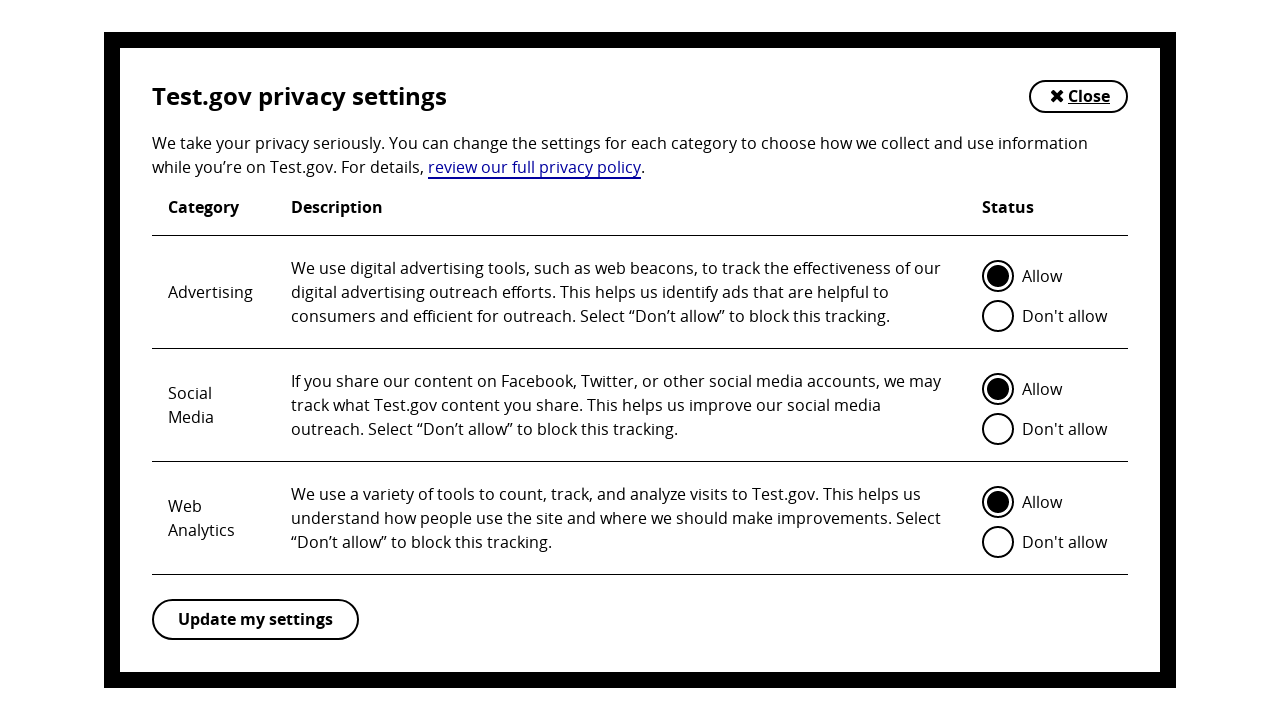 Test.gov privacy settings
✖ Close
We take your privacy seriously. You can change the settings for each category to choose how we collect and use information
while you’re on Test.gov. For details, review our full privacy policy.
Category Description Status
Advertising
We use digital advertising tools, such as web beacons, to track the effectiveness of our
digital advertising outreach efforts. This helps us identify ads that are helpful to
consumers and efficient for outreach. Select “Don’t allow” to block this tracking.
Allow
Don't allow
Social
Media
If you share our content on Facebook, Twitter, or other social media accounts, we may
track what Test.gov content you share. This helps us improve our social media
outreach. Select “Don’t allow” to block this tracking.
Allow
Don't allow
Web
Analytics
We use a variety of tools to count, track, and analyze visits to Test.gov. This helps us
understand how people use the site and where we should make improvements. Select
“Don’t allow” to block this tracking.
Allow
Don't allow
Update my settings